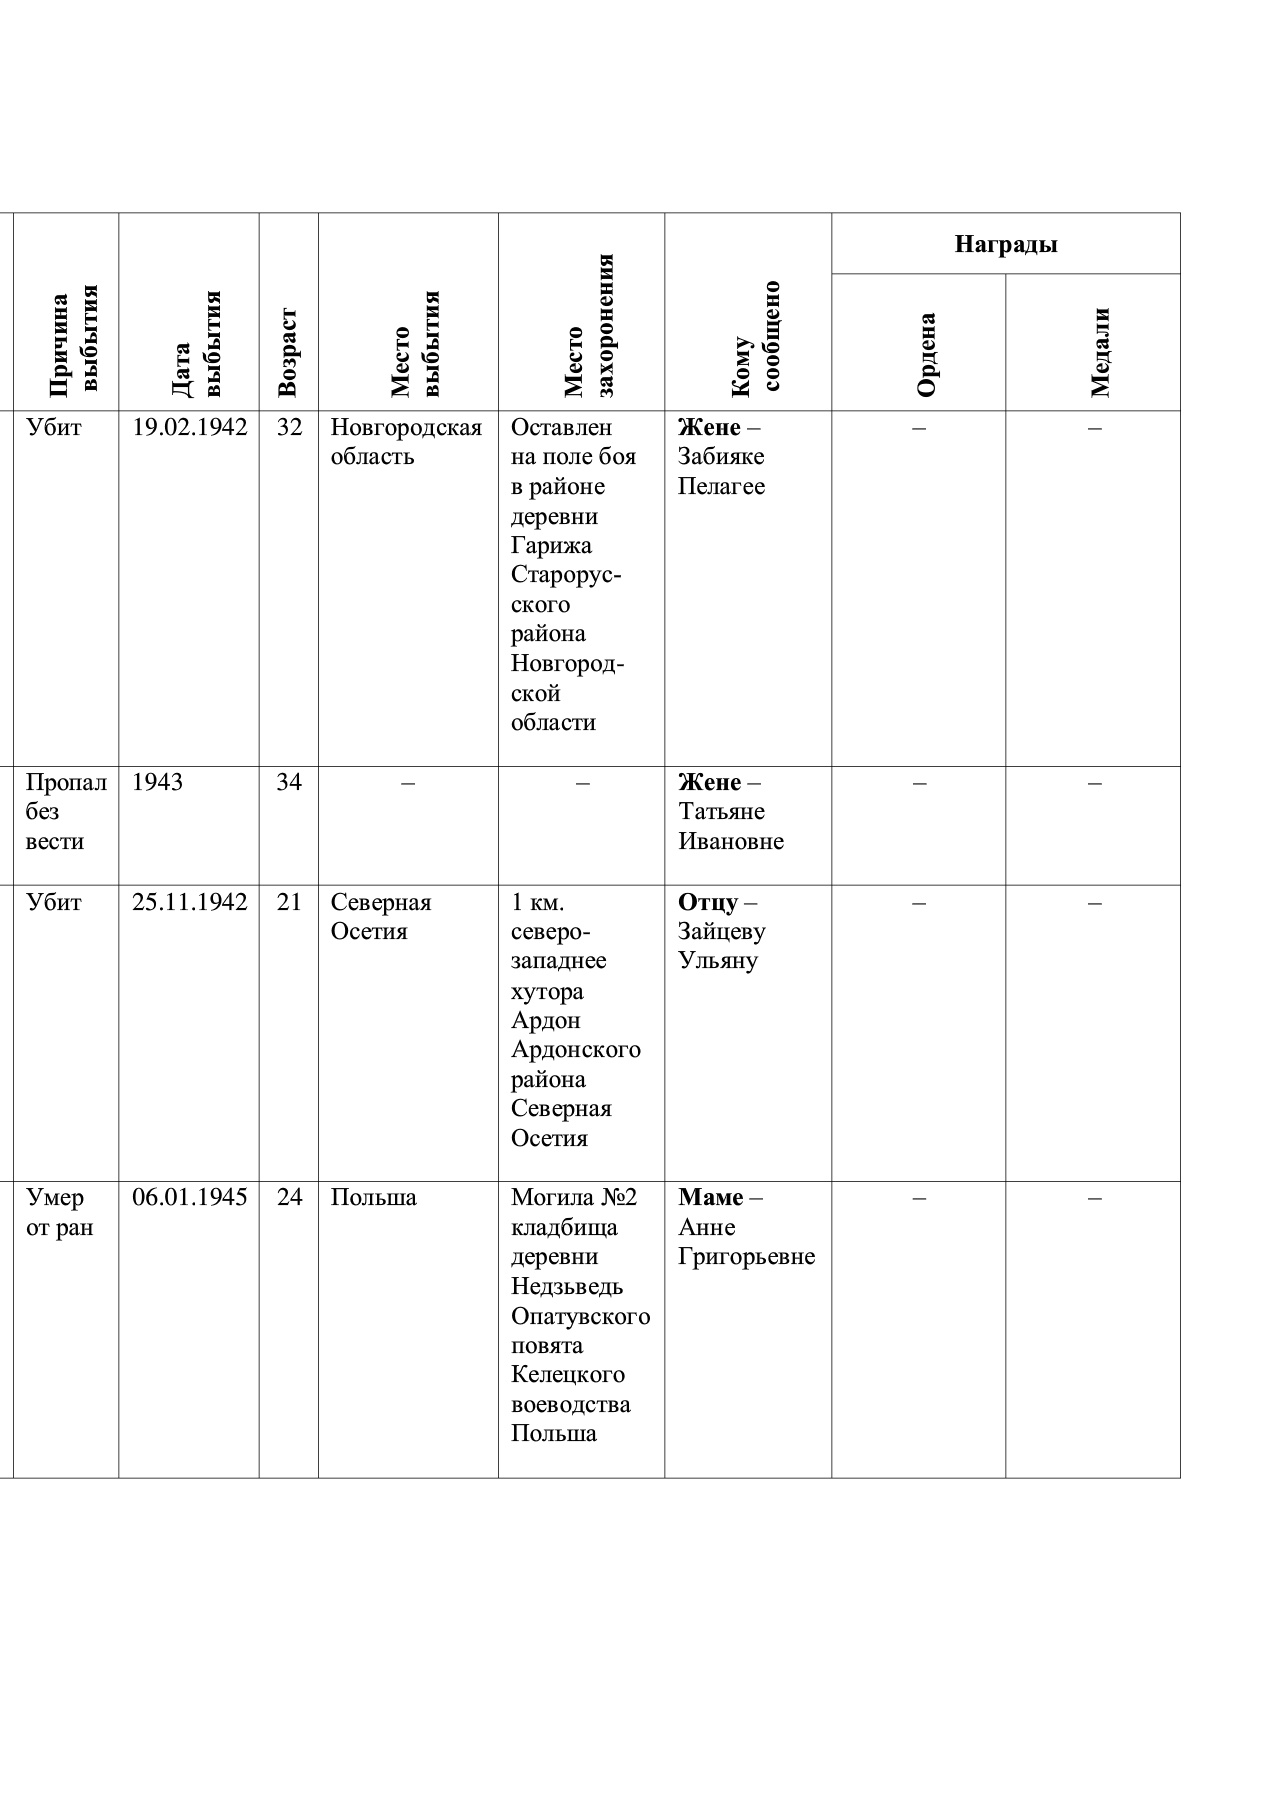 Причина
выбытия
Дата
выбытия
Возраст
Место
выбытия
Место
захоронения
Кому
сообщено
Награды
Ордена
Медали
Убит
19.02.1942
32
Новгородская
область
Оставлен
на поле боя
в районе
деревни
Гарижа
Старорус-
ского
района
Новгород-
ской
области
Жене –
Забияке
Пелагее
–
–
Пропал
без
вести
1943
34
–
–
Жене –
Татьяне
Ивановне
–
–
Убит
25.11.1942
21
Северная
Осетия
1 км.
северо-
западнее
хутора
Ардон
Ардонского
района
Северная
Осетия
Отцу –
Зайцеву
Ульяну
–
–
Умер
от ран
06.01.1945
24
Польша
Могила №2
кладбища
деревни
Недзьведь
Опатувского
повята
Келецкого
воеводства
Польша
Маме –
Анне
Григорьевне
–
–